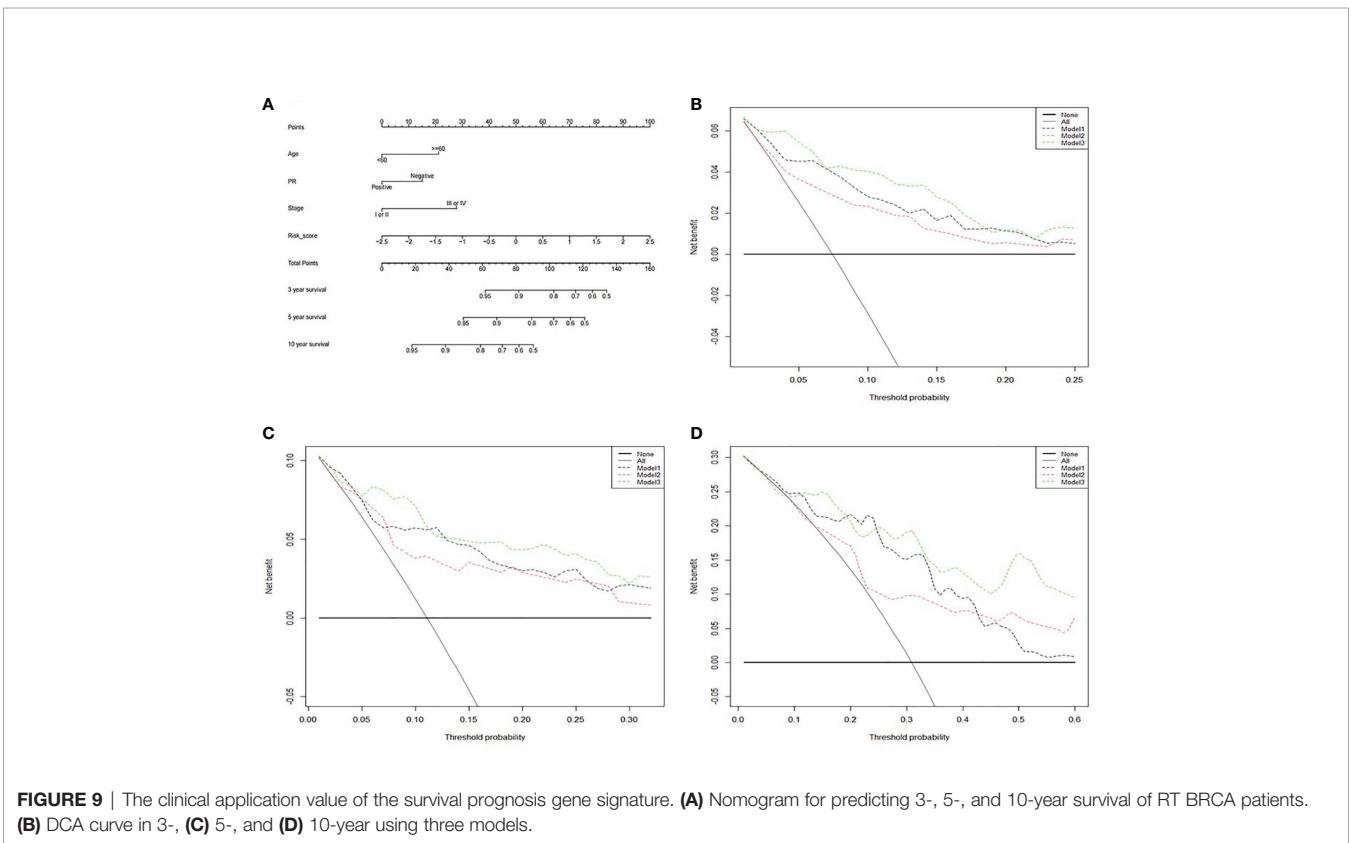 A
Points
0 10 20 30 40 50 60 70 80 90 100
Age
<60
>=60
PR
Positive
Negative
Stage
I or II
III or IV
Risk_score
−2.5 −2 −1.5 −1 −0.5 0 0.5 1 1.5 2 2.5
Total Points
0 20 40 60 80 100 120 140 160
3 year survival
0.95 0.9 0.8 0.7 0.6 0.5
5 year survival
0.95 0.9 0.8 0.7 0.6 0.5
10 year survival
0.95 0.9 0.8 0.7 0.6 0.5
B
None
All
Model1
Model2
Model3
Net benefit
0.06
0.04
0.02
0.00
-0.02
-0.04
0.05 0.10 0.15 0.20 0.25
Threshold probability
C
None
All
Model1
Model2
Model3
Net benefit
0.10
0.05
0.00
-0.05
0.00 0.05 0.10 0.15 0.20 0.25 0.30
Threshold probability
D
None
All
Model1
Model2
Model3
Net benefit
0.30
0.25
0.20
0.15
0.10
0.05
0.00
-0.05
0.0 0.1 0.2 0.3 0.4 0.5 0.6
Threshold probability
FIGURE 9 | The clinical application value of the survival prognosis gene signature. (A) Nomogram for predicting 3-, 5-, and 10-year survival of RT BRCA patients.
(B) DCA curve in 3-, (C) 5-, and (D) 10-year using three models.